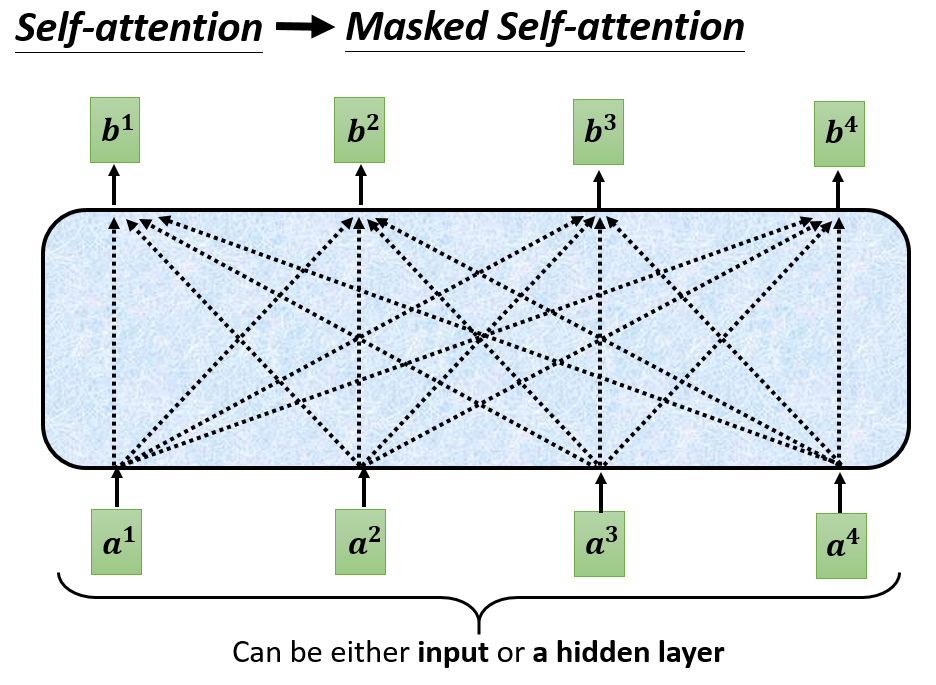 Self-attention → Masked Self-attention
b¹ b² b³ b⁴
a¹ a² a³ a⁴
Can be either input or a hidden layer